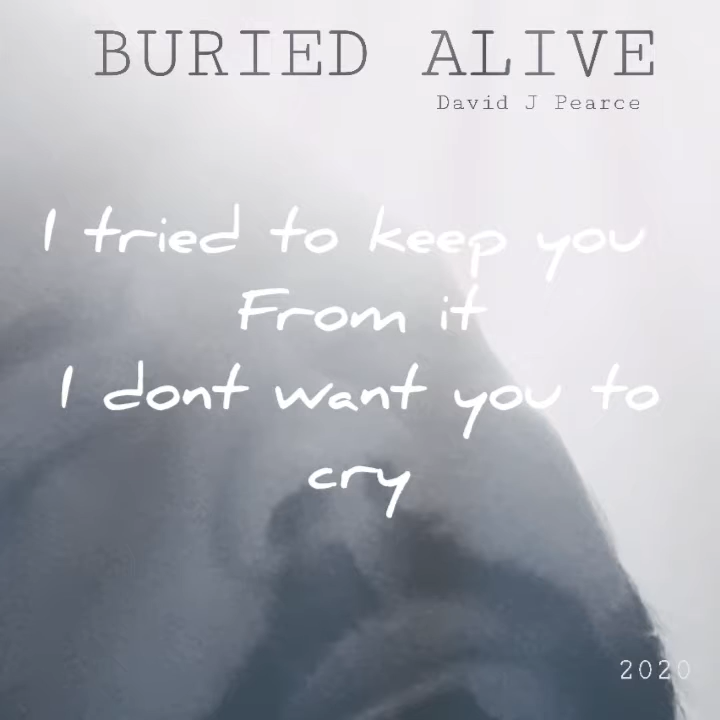 BURIED ALIVE
David J Pearce
I tried to keep you
From it
I dont want you to
cry
2020